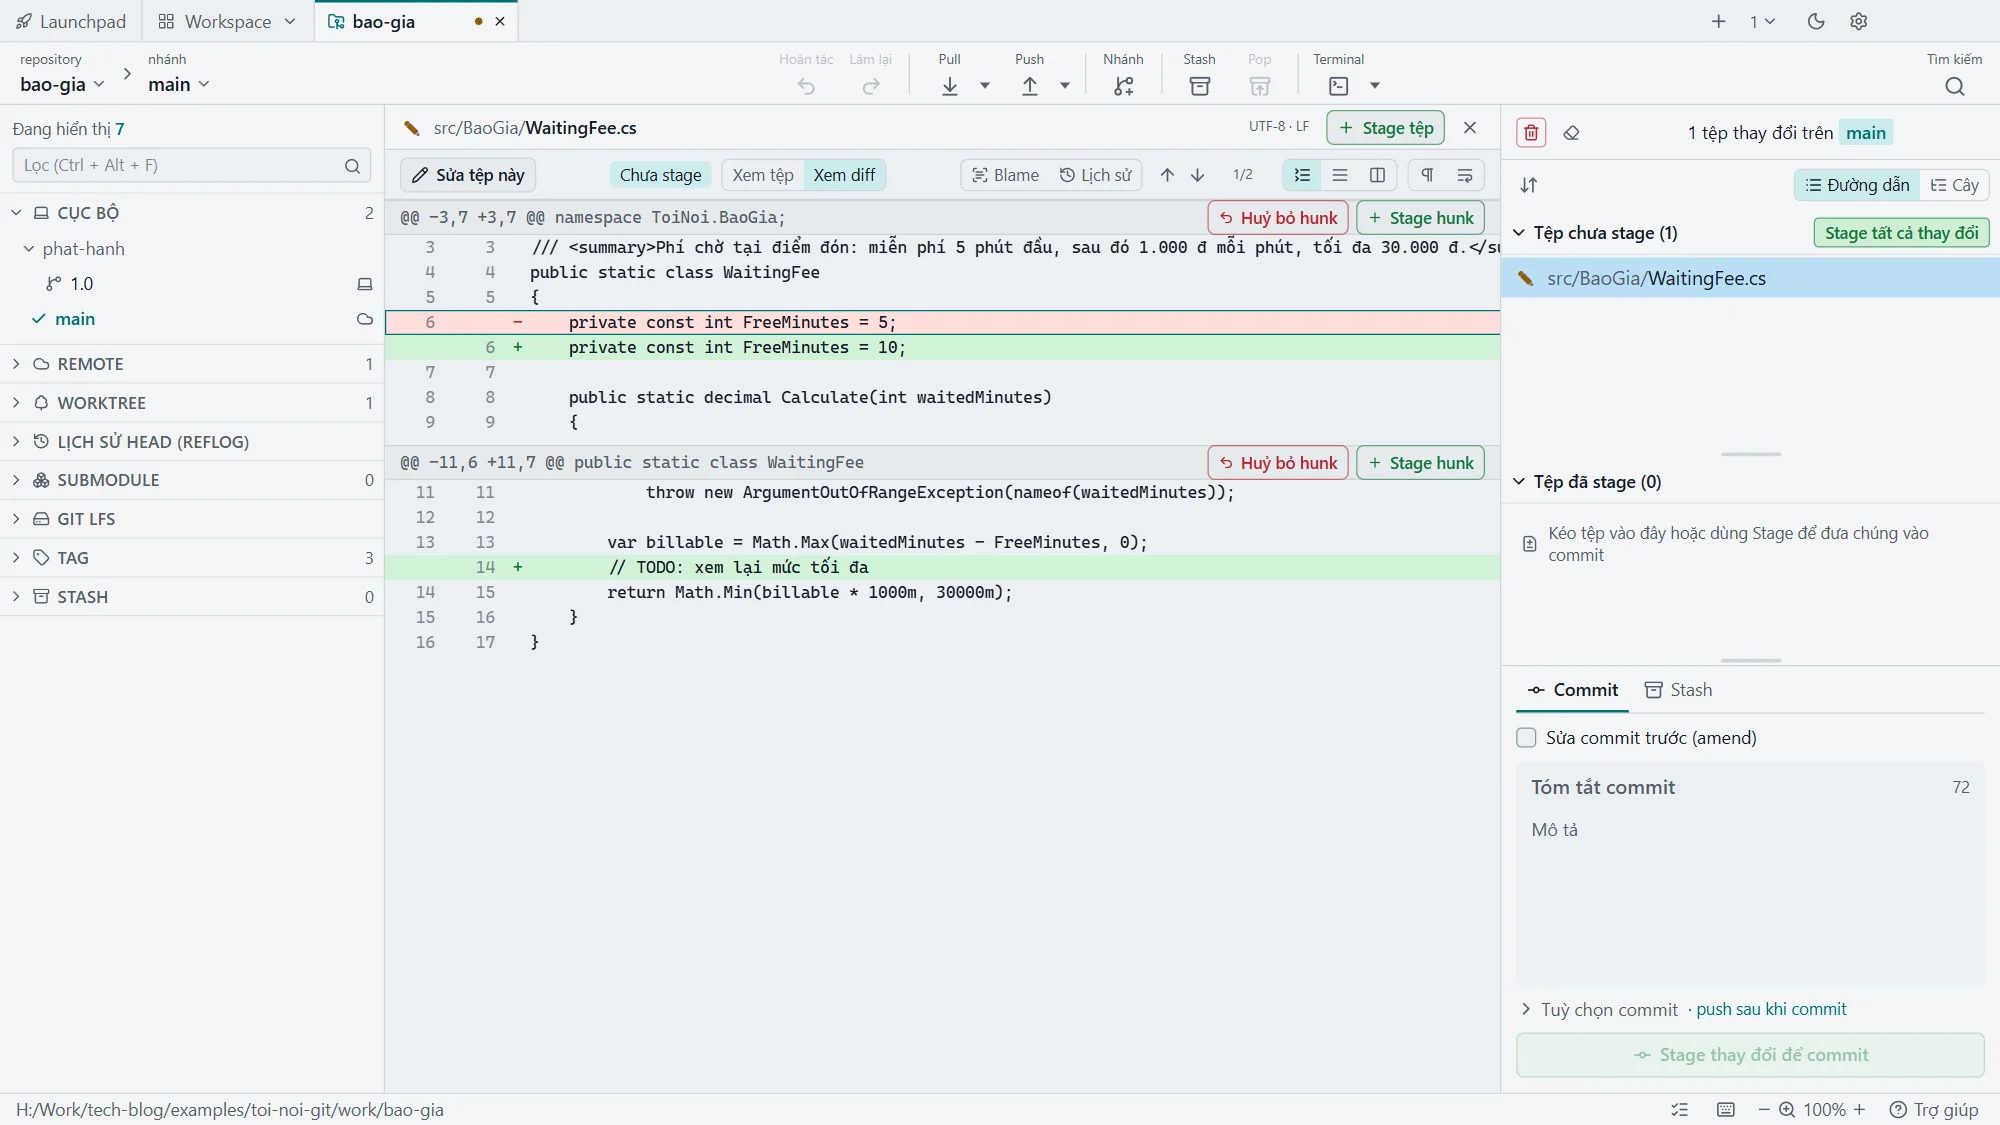 Launchpad
Workspace
bao-gia
1
repository
bao-gia
nhánh
main
Hoàn tác
Làm lại
Pull
Push
Nhánh
Stash
Pop
Terminal
Tìm kiếm
Đang hiển thị 7
Lọc (Ctrl + Alt + F)
CỤC BỘ 2
phat-hanh
1.0
main
REMOTE 1
WORKTREE 1
LỊCH SỬ HEAD (REFLOG)
SUBMODULE 0
GIT LFS
TAG 3
STASH 0
src/BaoGia/WaitingFee.cs
UTF-8 · LF
Stage tệp
Sửa tệp này
Chưa stage
Xem tệp
Xem diff
Blame
Lịch sử
1/2
@@ -3,7 +3,7 @@ namespace ToiNoi.BaoGia;
Huỷ bỏ hunk
+ Stage hunk
3 3 /// <summary>Phí chờ tại điểm đón: miễn phí 5 phút đầu, sau đó 1.000 đ mỗi phút, tối đa 30.000 đ.</su
4 4 public static class WaitingFee
5 5 {
6 - private const int FreeMinutes = 5;
6 + private const int FreeMinutes = 10;
7 7
8 8 public static decimal Calculate(int waitedMinutes)
9 9 {
@@ -11,6 +11,7 @@ public static class WaitingFee
Huỷ bỏ hunk
+ Stage hunk
11 11 throw new ArgumentOutOfRangeException(nameof(waitedMinutes));
12 12
13 13 var billable = Math.Max(waitedMinutes - FreeMinutes, 0);
14 + // TODO: xem lại mức tối đa
14 15 return Math.Min(billable * 1000m, 30000m);
15 16 }
16 17 }
1 tệp thay đổi trên main
Đường dẫn
Cây
Tệp chưa stage (1)
Stage tất cả thay đổi
src/BaoGia/WaitingFee.cs
Tệp đã stage (0)
Kéo tệp vào đây hoặc dùng Stage để đưa chúng vào
commit
Commit
Stash
Sửa commit trước (amend)
Tóm tắt commit 72
Mô tả
Tuỳ chọn commit · push sau khi commit
Stage thay đổi để commit
H:/Work/tech-blog/examples/toi-noi-git/work/bao-gia
100%
Trợ giúp